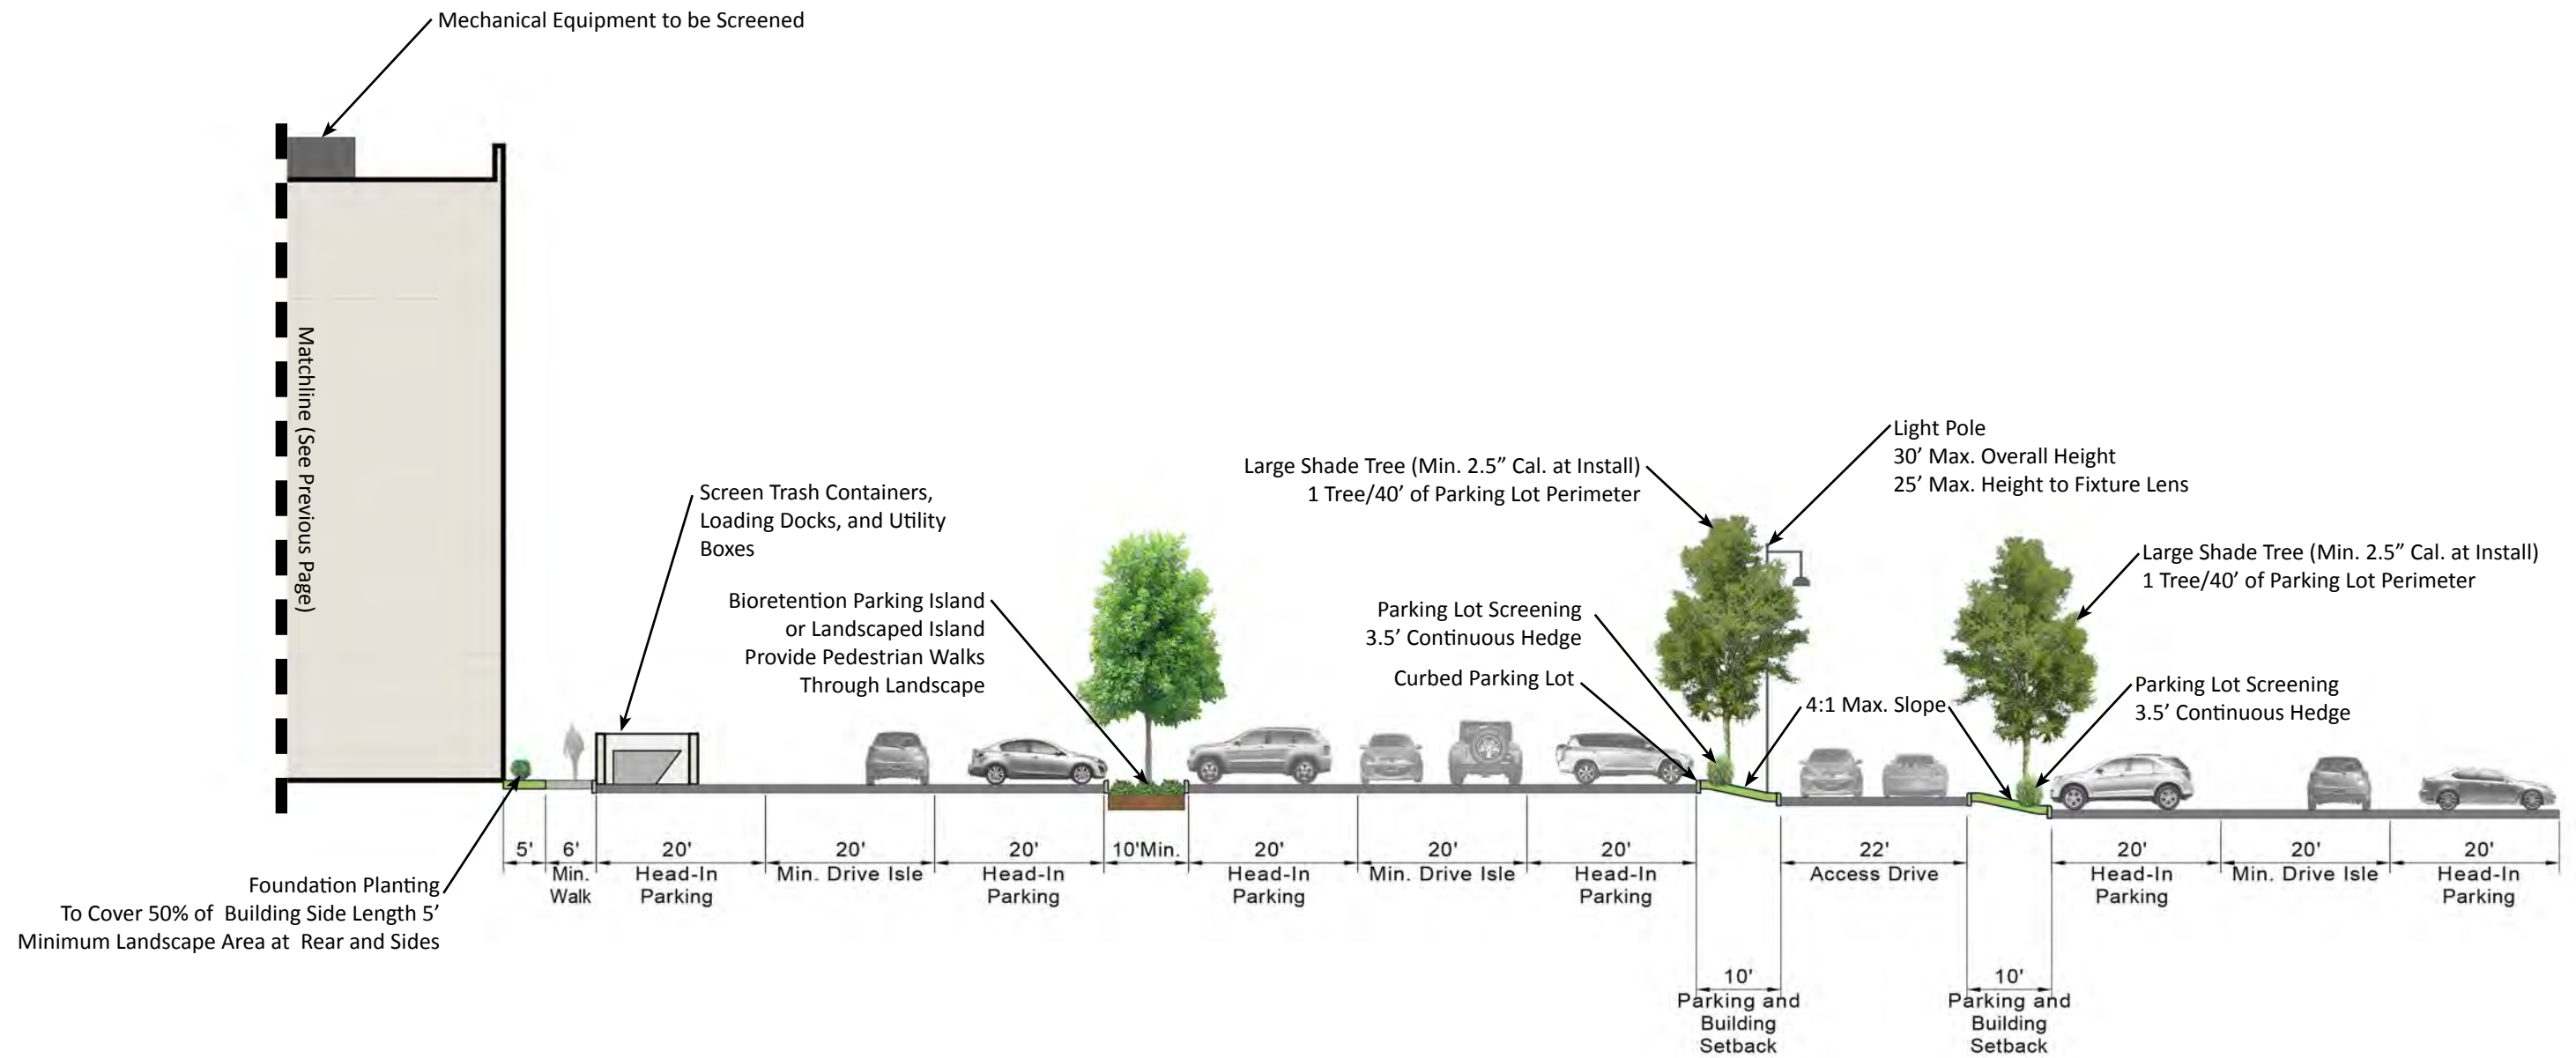 Mechanical Equipment to be Screened
Matchline (See Previous Page)
Screen Trash Containers,
Loading Docks, and Utility
Boxes
Bioretention Parking Island
or Landscaped Island
Provide Pedestrian Walks
Through Landscape
Large Shade Tree (Min. 2.5” Cal. at Install)
1 Tree/40’ of Parking Lot Perimeter
Parking Lot Screening
3.5’ Continuous Hedge
Curbed Parking Lot
Light Pole
30’ Max. Overall Height
25’ Max. Height to Fixture Lens
4:1 Max. Slope
Large Shade Tree (Min. 2.5” Cal. at Install)
1 Tree/40’ of Parking Lot Perimeter
Parking Lot Screening
3.5’ Continuous Hedge
Foundation Planting
To Cover 50% of Building Side Length 5’
Minimum Landscape Area at Rear and Sides
5'
6'
Min.
Walk
20'
Head-In
Parking
20'
Min. Drive Isle
20'
Head-In
Parking
10'Min.
20'
Head-In
Parking
20'
Min. Drive Isle
20'
Head-In
Parking
10'
Parking and
Building
Setback
22'
Access Drive
10'
Parking and
Building
Setback
20'
Head-In
Parking
20'
Min. Drive Isle
20'
Head-In
Parking